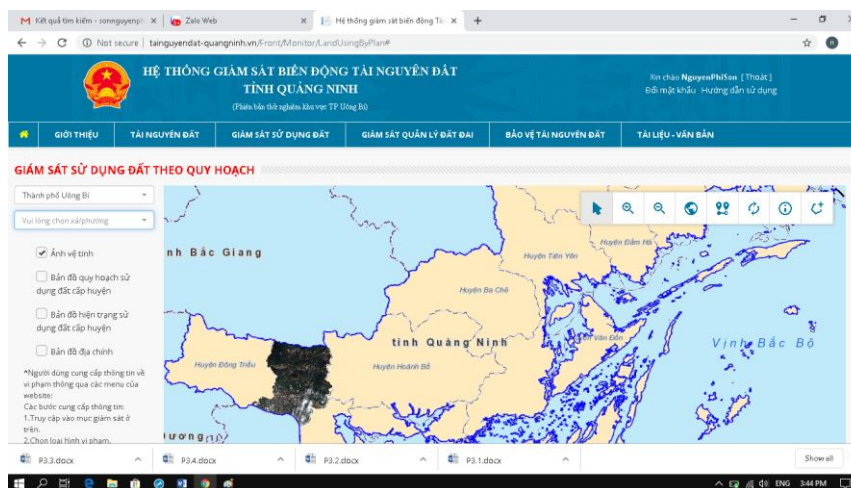 Kết quả tìm kiếm - sonnguyenph
Zalo Web
Hệ thống giám sát biến động Tài
Not secure | tainguyendat-quangninh.vn/Front/Monitor/LandUsingByPlan#
HỆ THỐNG GIÁM SÁT BIẾN ĐỘNG TÀI NGUYÊN ĐẤT
TỈNH QUẢNG NINH
(Phiên bản thử nghiệm khu vực TP Uông Bí)
Xin chào NguyenPhiSon [Thoát]
Đổi mật khẩu Hướng dẫn sử dụng
GIỚI THIỆU
TÀI NGUYÊN ĐẤT
GIÁM SÁT SỬ DỤNG ĐẤT
GIÁM SÁT QUẢN LÝ ĐẤT ĐAI
BẢO VỆ TÀI NGUYÊN ĐẤT
TÀI LIỆU - VĂN BẢN
GIÁM SÁT SỬ DỤNG ĐẤT THEO QUY HOẠCH
Thành phố Uông Bí
Vui lòng chọn xã/phường
Ảnh vệ tinh
Bản đồ quy hoạch sử
dụng đất cấp huyện
Bản đồ hiện trạng sử
dụng đất cấp huyện
Bản đồ địa chính
*Người dùng cung cấp thông tin về
vi phạm thông qua các menu của
website:
Các bước cung cấp thông tin:
1.Truy cập vào mục giám sát ở
trên.
2.Chọn loại hình vi phạm.
nh Bắc Giang
Huyện Tiên Yên
Huyện Đầm Hà
Huyện Ba Chẽ
tỉnh Quảng Ninh
Huyện Vân Đồn
Vịnh Bắc Bộ
Huyện Đông Triều
Huyện Hoành Bồ
ương
P3.3.docx
P3.4.docx
P3.2.docx
P3.1.docx
Show all
ENG
3:44 PM